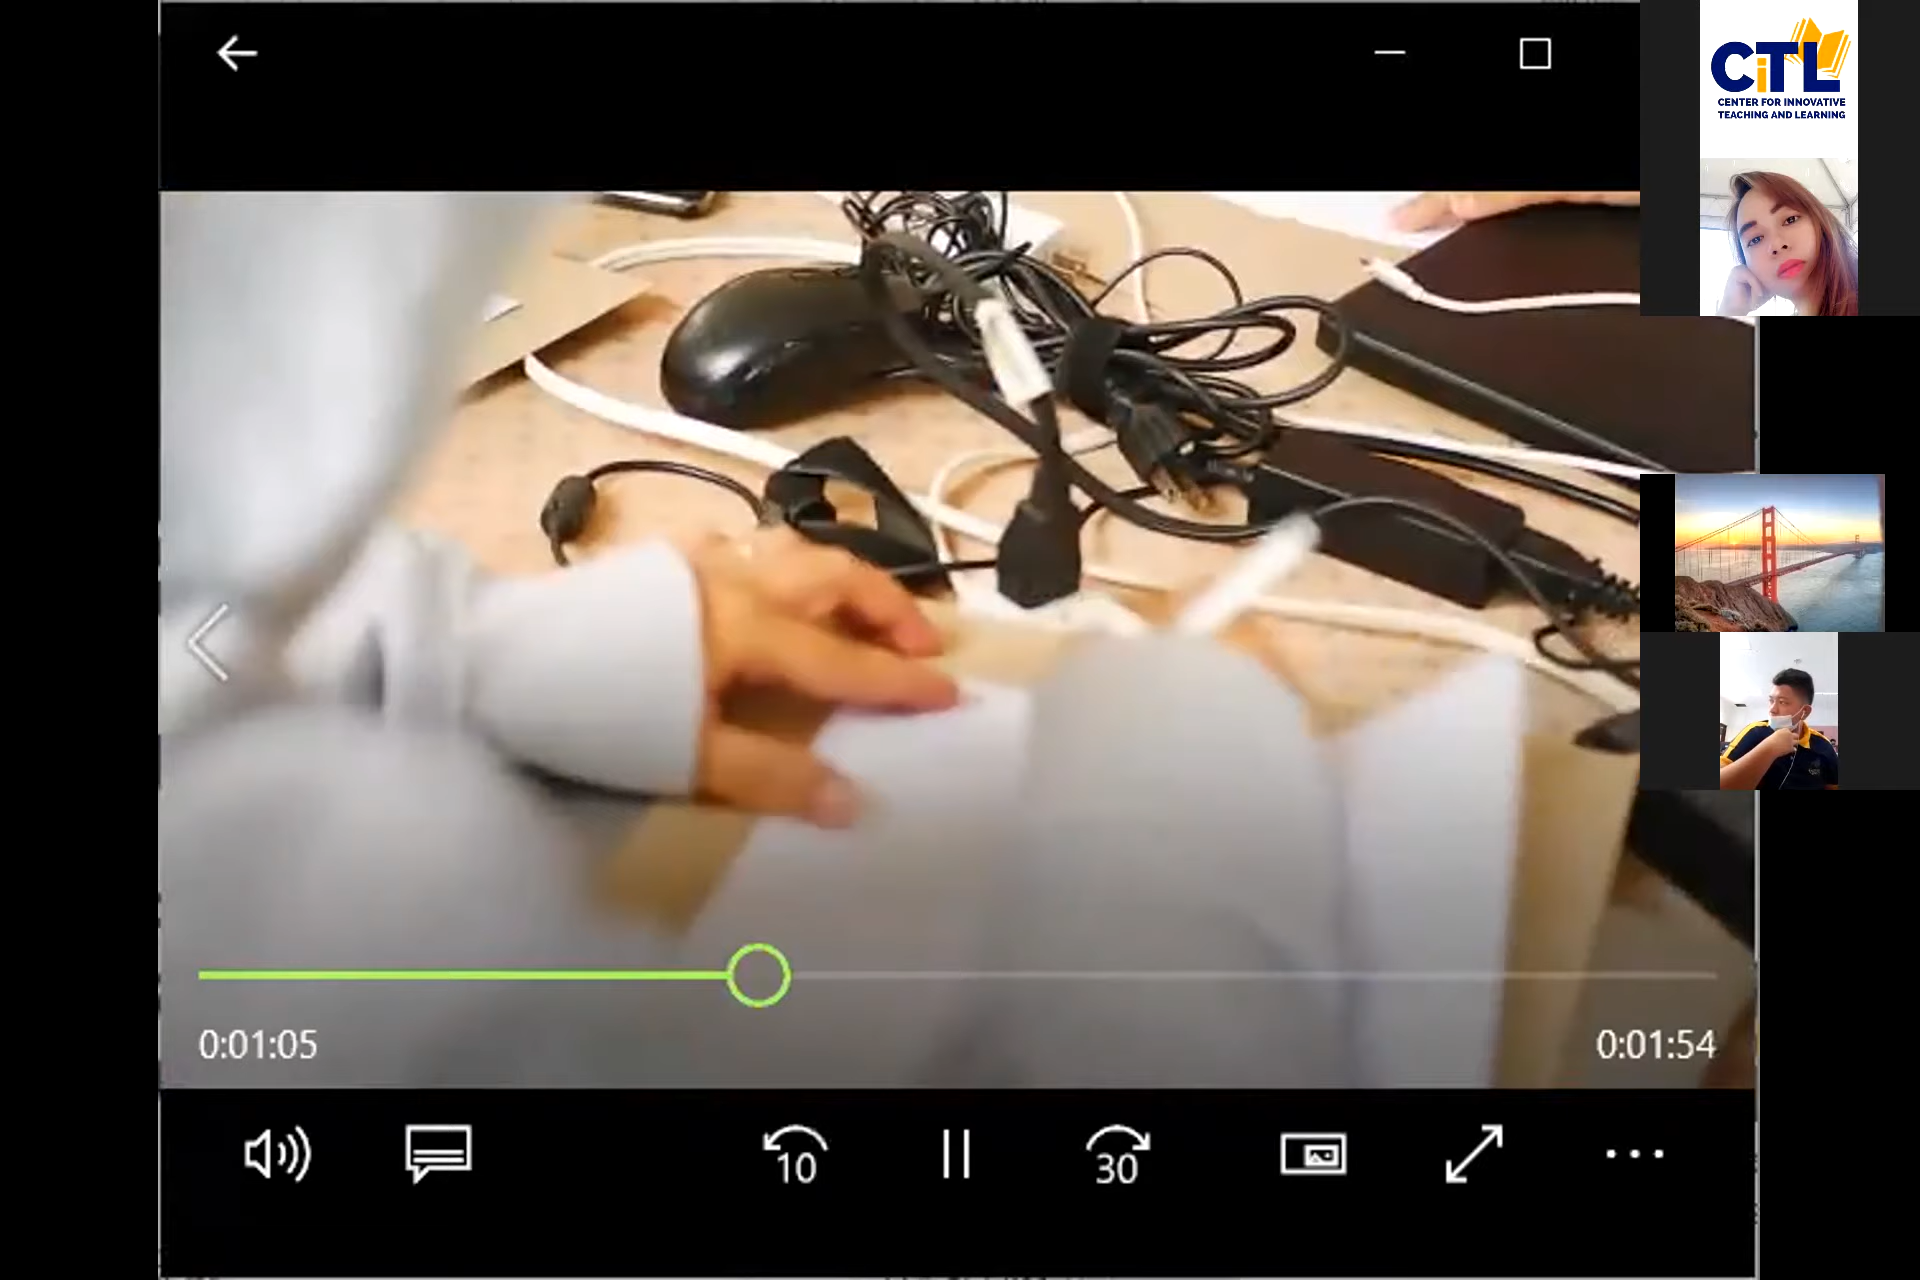 CiTL
CENTER FOR INNOVATIVE
TEACHING AND LEARNING
0:01:05
0:01:54
10
30